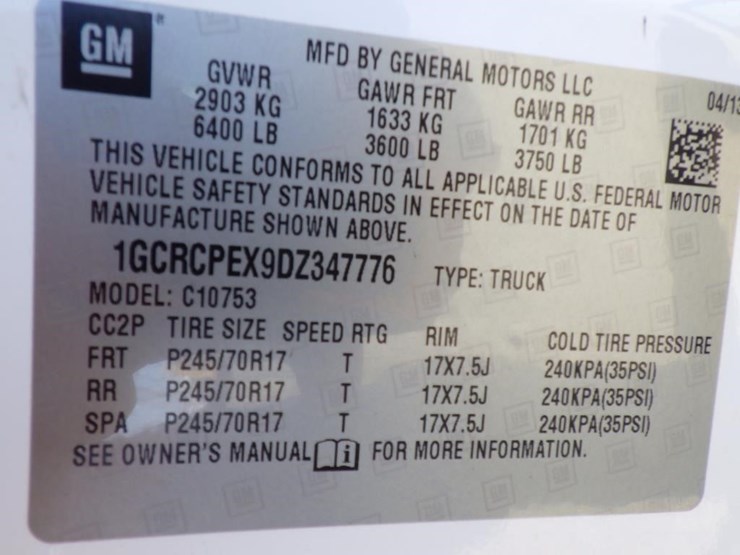 GM
MFD BY GENERAL MOTORS LLC
04/13
GVWR GAWR FRT GAWR RR
2903 KG 1633 KG 1701 KG
6400 LB 3600 LB 3750 LB
THIS VEHICLE CONFORMS TO ALL APPLICABLE U.S. FEDERAL MOTOR
VEHICLE SAFETY STANDARDS IN EFFECT ON THE DATE OF
MANUFACTURE SHOWN ABOVE.
1GCRCPEX9DZ347776 TYPE: TRUCK
MODEL: C10753
CC2P TIRE SIZE SPEED RTG RIM COLD TIRE PRESSURE
FRT P245/70R17 T 17X7.5J 240KPA(35PSI)
RR P245/70R17 T 17X7.5J 240KPA(35PSI)
SPA P245/70R17 T 17X7.5J 240KPA(35PSI)
SEE OWNER'S MANUAL i FOR MORE INFORMATION.